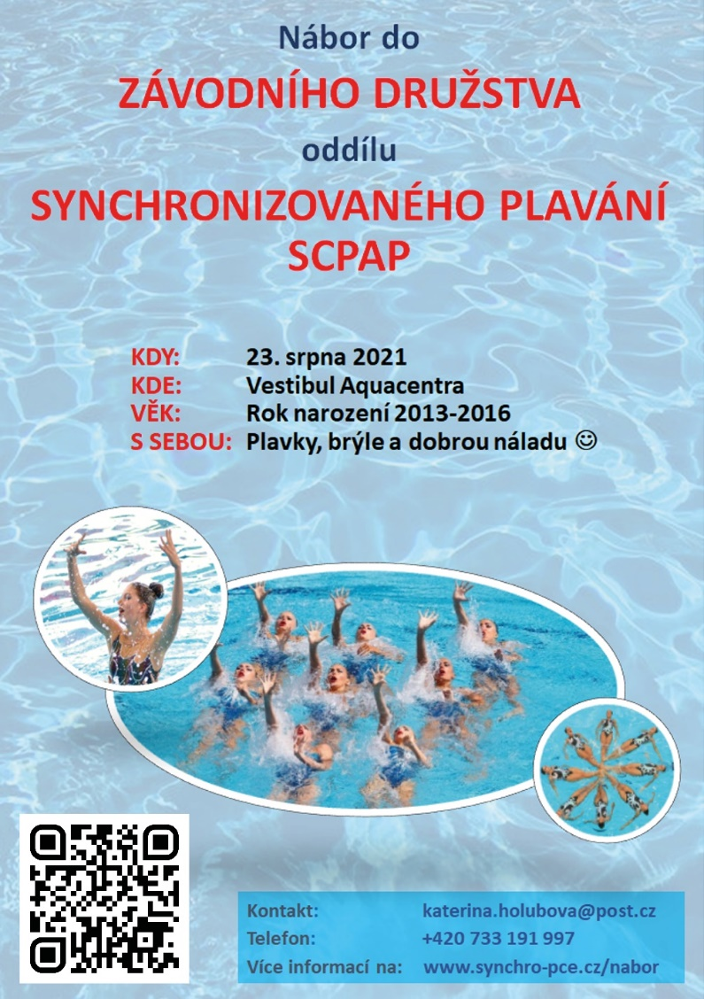 Nábor do
ZÁVODNÍHO DRUŽSTVA
oddílu
SYNCHRONIZOVANÉHO PLAVÁNÍ
SCPAP
KDY: 23. srpna 2021
KDE: Vestibul Aquacentra
VĚK: Rok narození 2013-2016
S SEBOU: Plavky, brýle a dobrou náladu ☺
Kontakt: katerina.holubova@post.cz
Telefon: +420 733 191 997
Více informací na: www.synchro-pce.cz/nabor